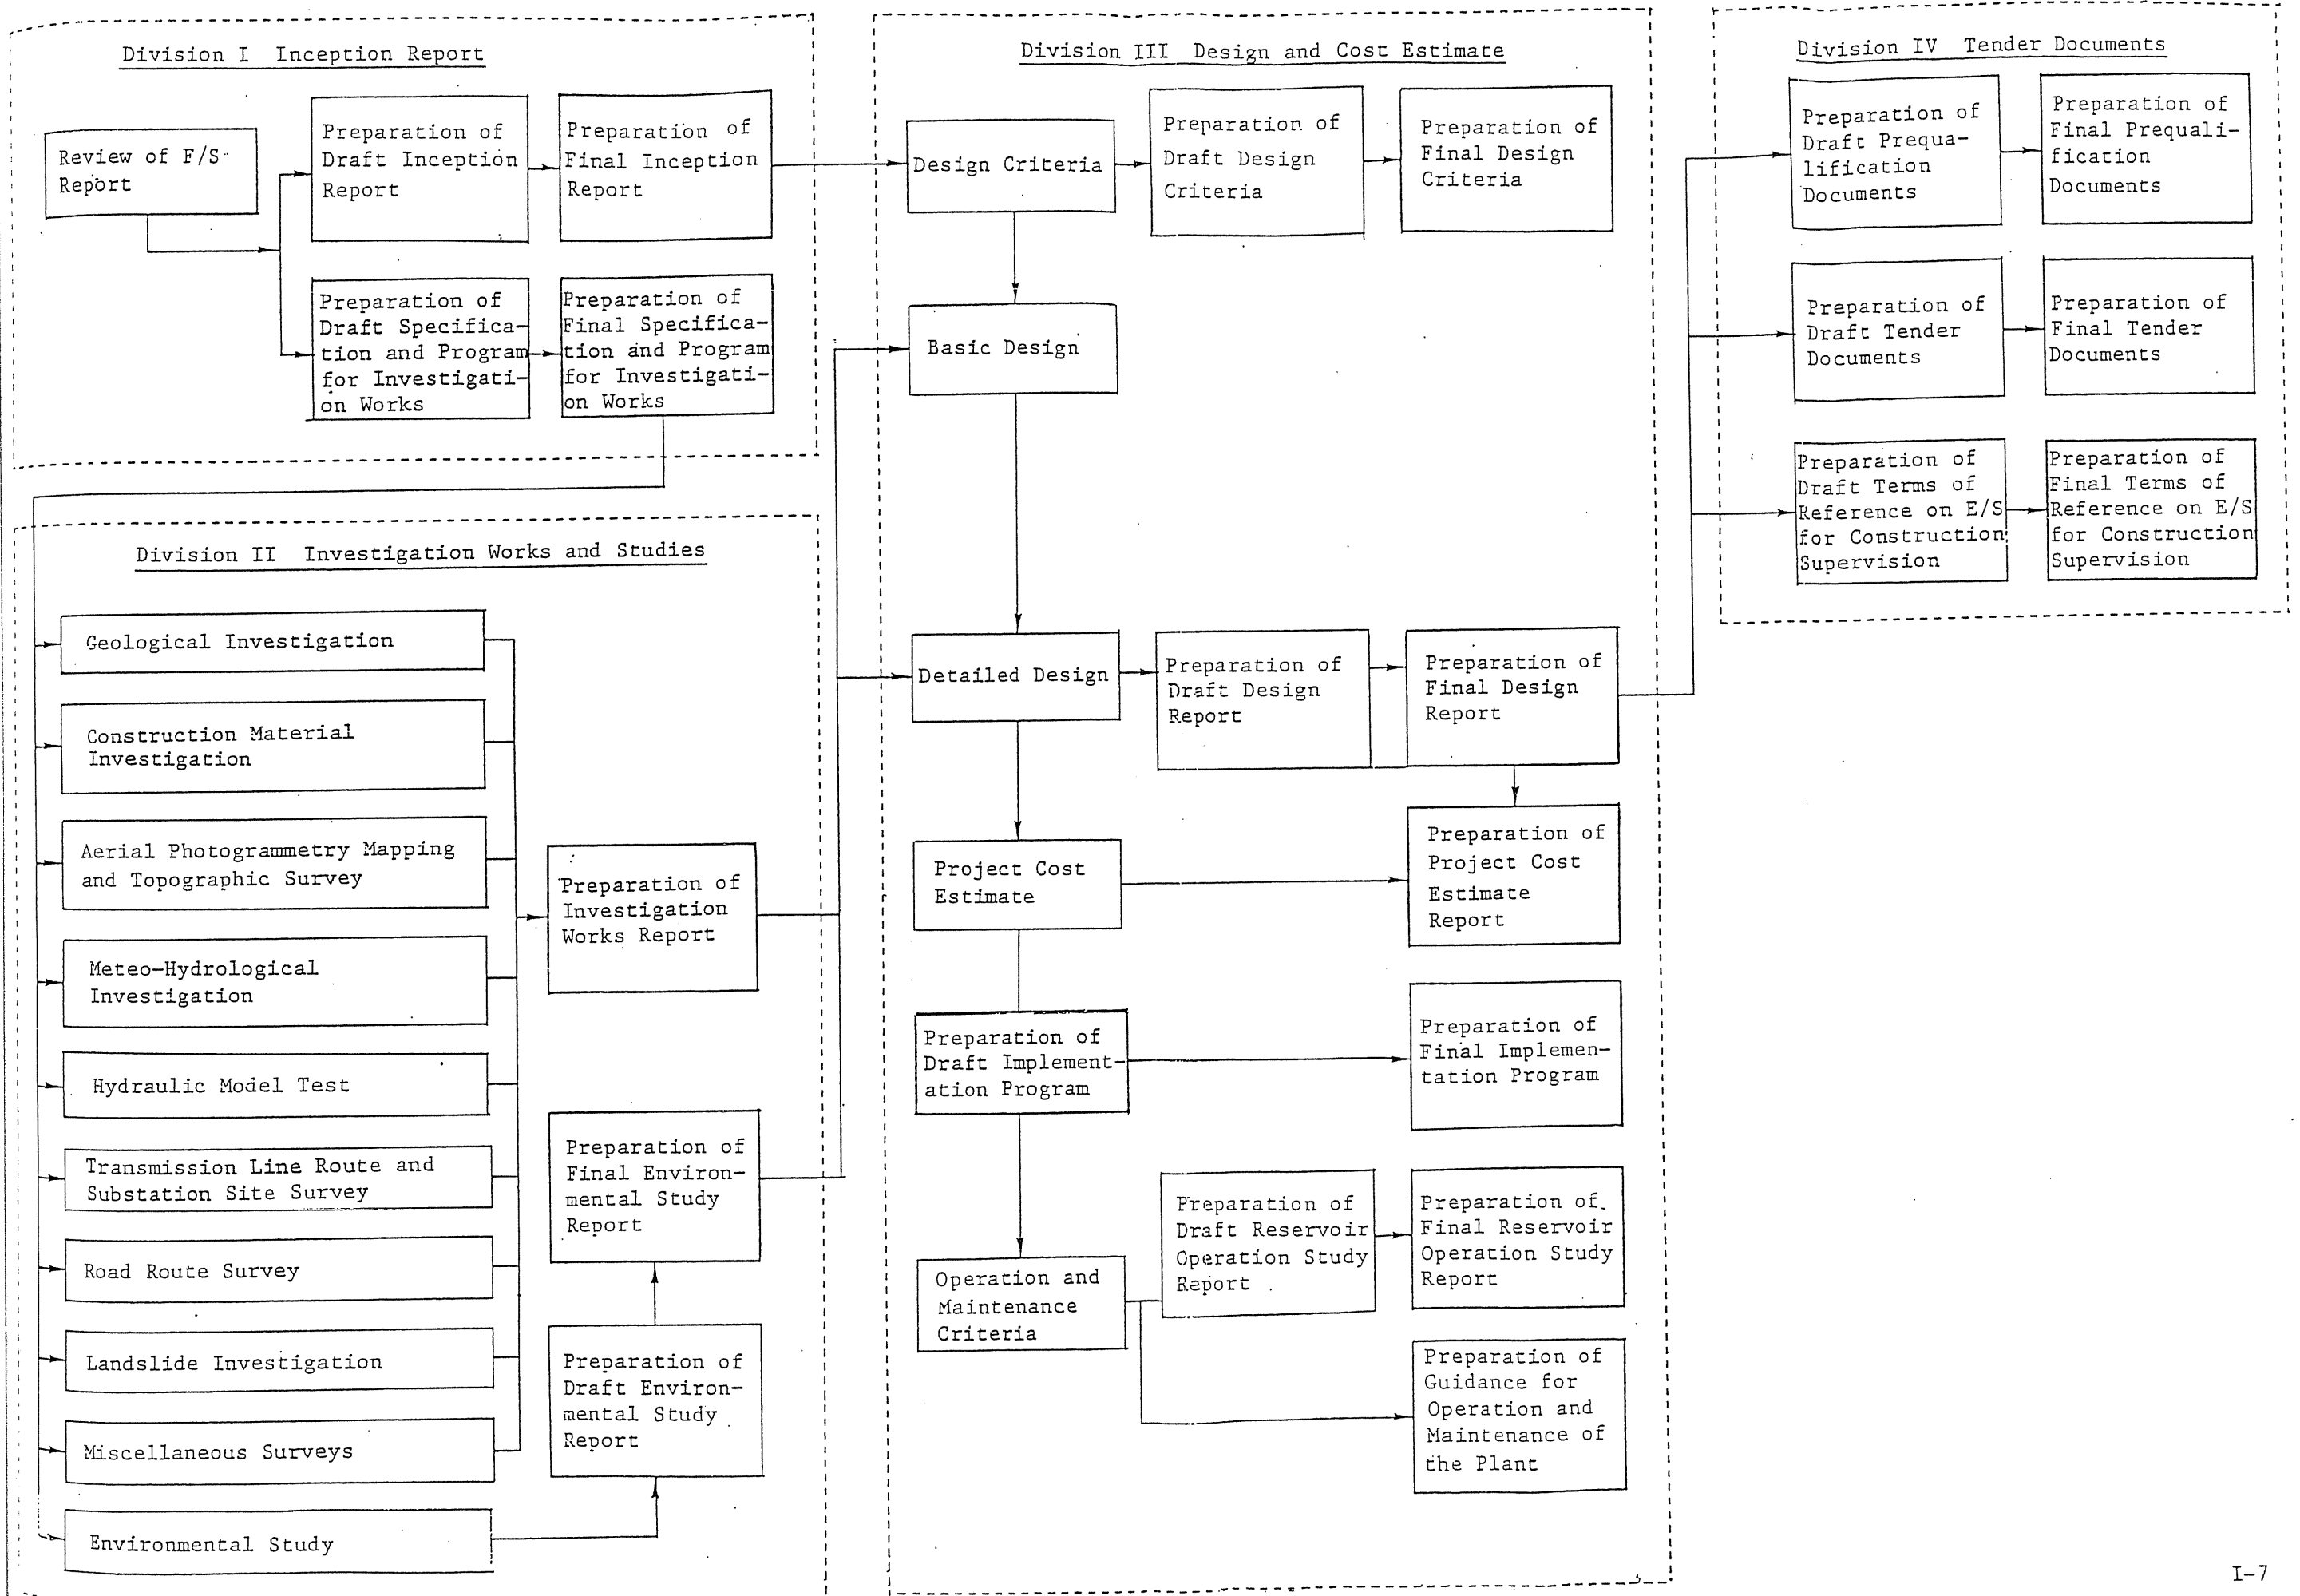 Division I Inception Report
Review of F/S
Report
Preparation of
Draft Inception
Report
Preparation of
Final Inception
Report
Preparation of
Draft Specifica-
tion and Program
for Investigati-
on Works
Preparation of
Final Specifica-
tion and Program
for Investigati-
on Works
Division II Investigation Works and Studies
Geological Investigation
Construction Material
Investigation
Aerial Photogrammetry Mapping
and Topographic Survey
Meteo-Hydrological
Investigation
Hydraulic Model Test
Transmission Line Route and
Substation Site Survey
Road Route Survey
Landslide Investigation
Miscellaneous Surveys
Environmental Study
Preparation of
Investigation
Works Report
Preparation of
Final Environ-
mental Study
Report
Preparation of
Draft Environ-
mental Study
Report
Division III Design and Cost Estimate
Design Criteria
Preparation of
Draft Design
Criteria
Preparation of
Final Design
Criteria
Basic Design
Detailed Design
Preparation of
Draft Design
Report
Preparation of
Final Design
Report
Project Cost
Estimate
Preparation of
Project Cost
Estimate
Report
Preparation of
Draft Implement-
ation Program
Preparation of
Final Implemen-
tation Program
Operation and
Maintenance
Criteria
Preparation of
Draft Reservoir
Operation Study
Report
Preparation of
Final Reservoir
Operation Study
Report
Preparation of
Guidance for
Operation and
Maintenance of
the Plant
Division IV Tender Documents
Preparation of
Draft Prequa-
lification
Documents
Preparation of
Final Prequali-
fication
Documents
Preparation of
Draft Tender
Documents
Preparation of
Final Tender
Documents
Preparation of
Draft Terms of
Reference on E/S
for Construction
Supervision
Preparation of
Final Terms of
Reference on E/S
for Construction
Supervision
I-7